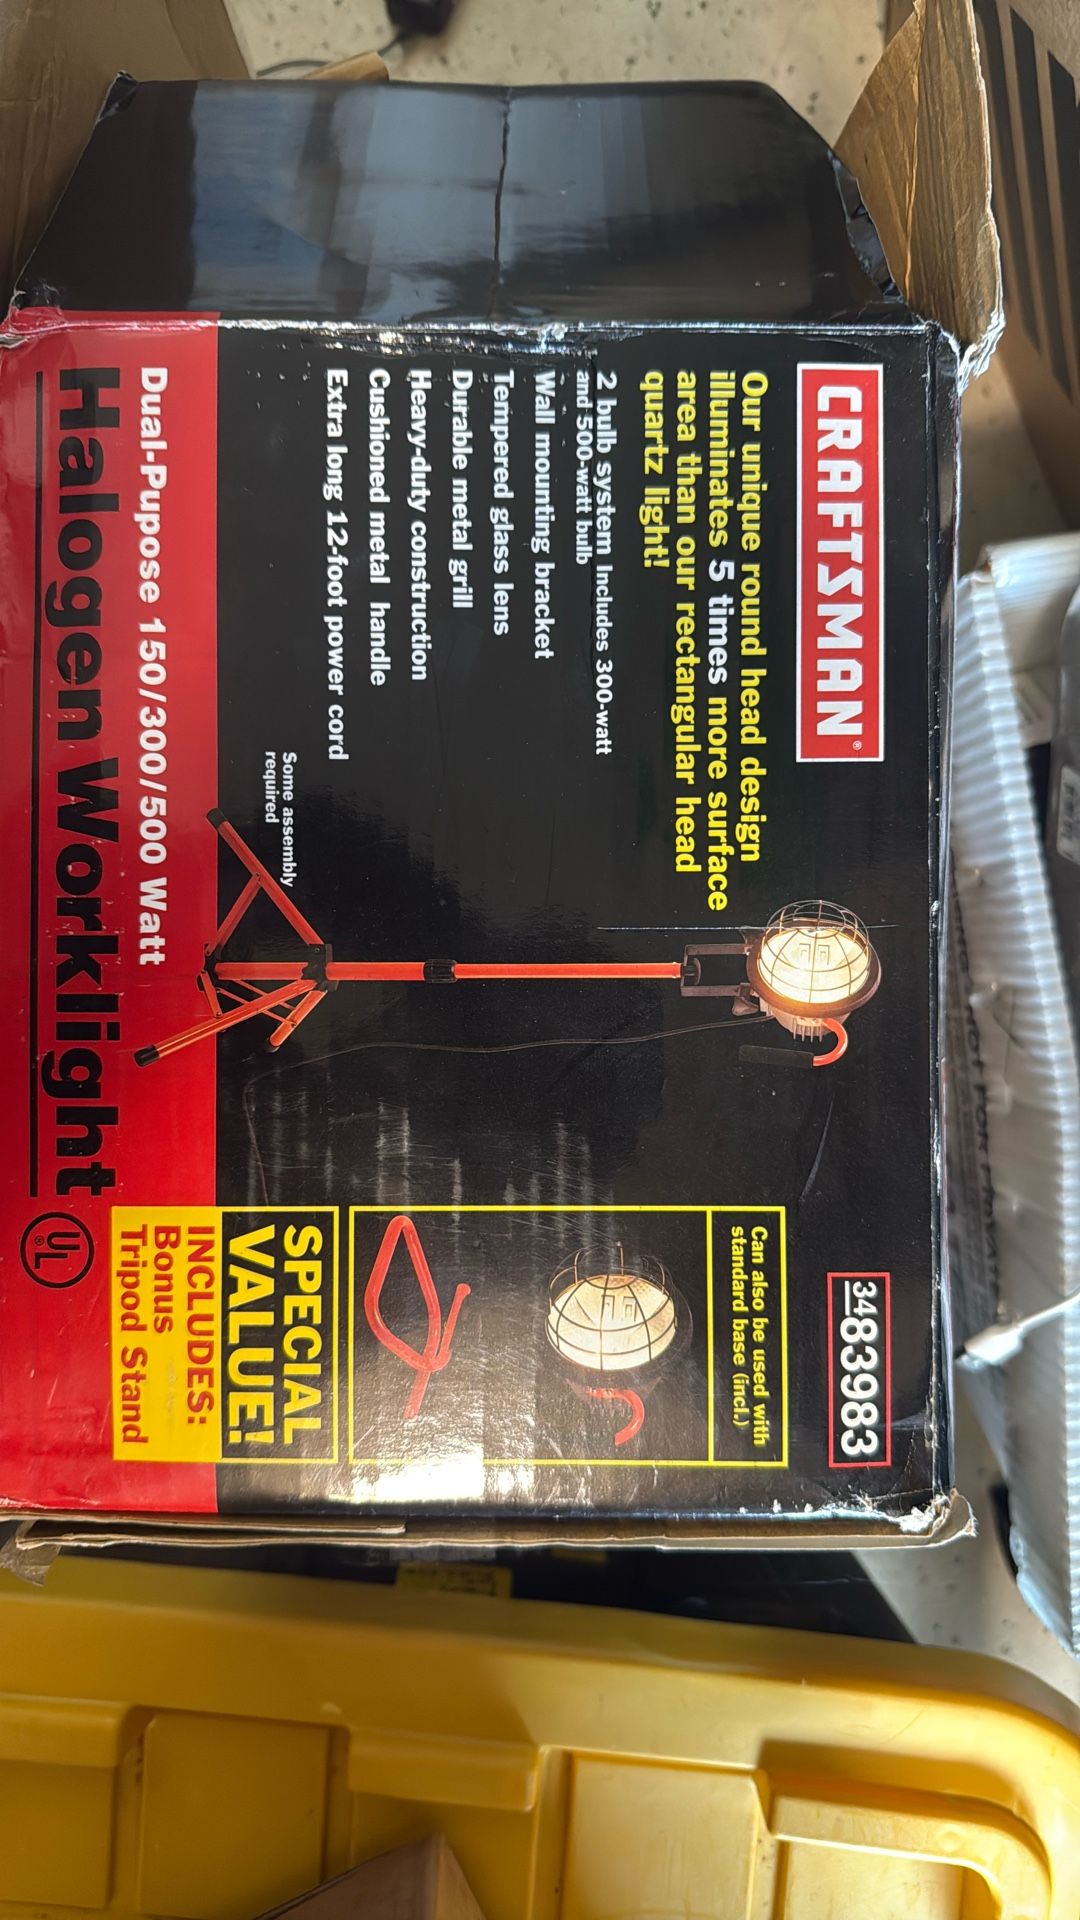 CRAFTSMAN®
3483983
Our unique round head design
illuminates 5 times more surface
area than our rectangular head
quartz light!
2 bulb system Includes 300-watt
and 500-watt bulb
Wall mounting bracket
Tempered glass lens
Durable metal grill
Heavy-duty construction
Cushioned metal handle
Extra long 12-foot power cord
Some assembly
required
Can also be used with
standard base (incl.)
SPECIAL
VALUE!
INCLUDES:
Bonus
Tripod Stand
Dual-Pupose 150/300/500 Watt
Halogen Worklight
UL